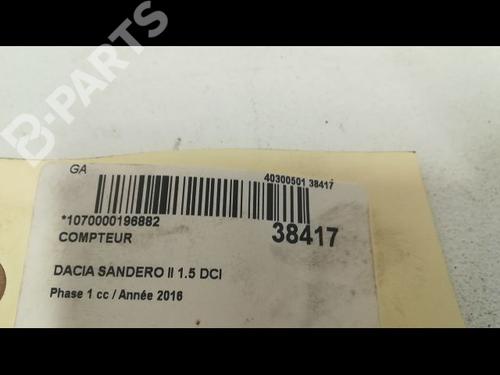 B-PARTS
GA
40300501 38417
*1070000196882
38417
COMPTEUR
DACIA SANDERO II 1.5 DCI
Phase 1 cc / Année 2016